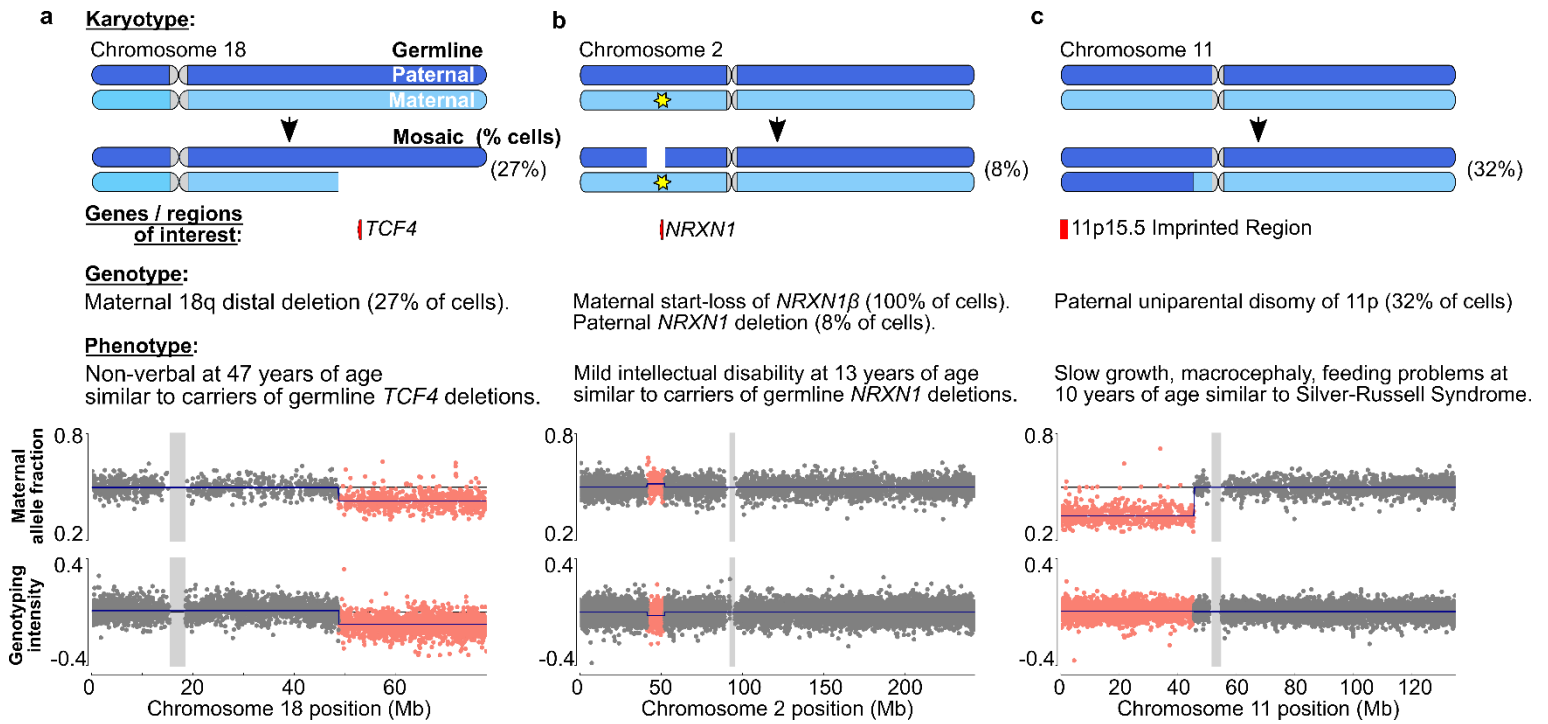 a
Karyotype:
Chromosome 18
Germline
Paternal
Maternal
Mosaic (% cells)
(27%)
Genes / regions
of interest:
TCF4
Genotype:
Maternal 18q distal deletion (27% of cells).
Phenotype:
Non-verbal at 47 years of age
similar to carriers of germline TCF4 deletions.
Maternal
allele fraction
0.8
0.2
Genotyping
intensity
0.4
-0.4
0 20 40 60
Chromosome 18 position (Mb)
b
Chromosome 2
(8%)
NRXN1
Maternal start-loss of NRXN1β (100% of cells).
Paternal NRXN1 deletion (8% of cells).
Mild intellectual disability at 13 years of age
similar to carriers of germline NRXN1 deletions.
0.8
0.2
0.4
-0.4
0 50 100 150 200
Chromosome 2 position (Mb)
c
Chromosome 11
(32%)
11p15.5 Imprinted Region
Paternal uniparental disomy of 11p (32% of cells)
Slow growth, macrocephaly, feeding problems at
10 years of age similar to Silver-Russell Syndrome.
0.8
0.2
0.4
-0.4
0 20 40 60 80 100 120
Chromosome 11 position (Mb)